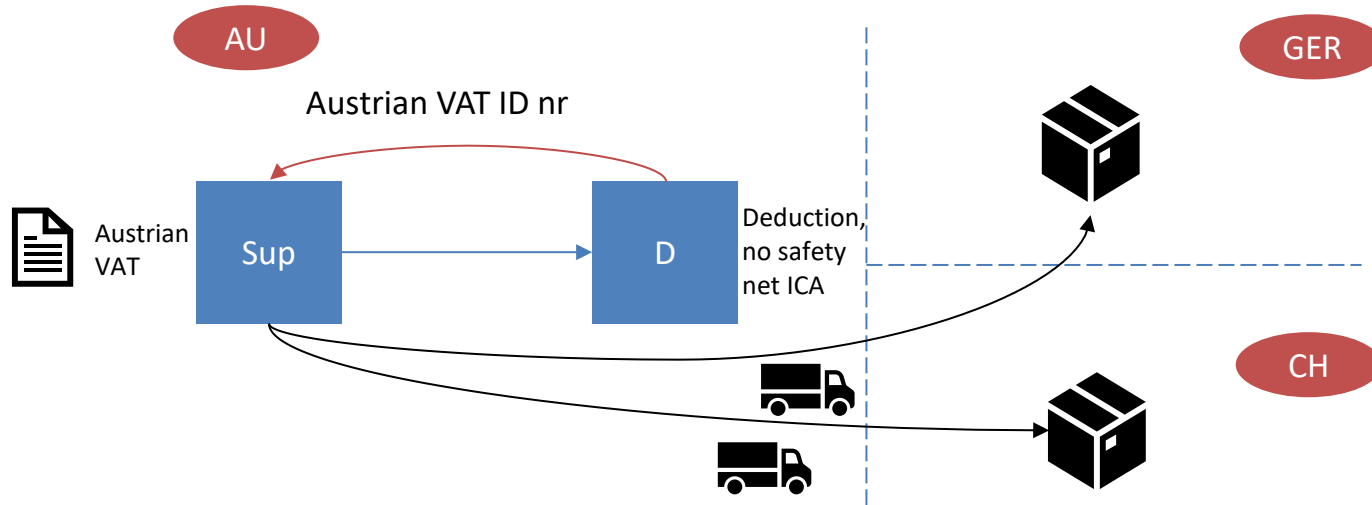 AU
GER
Austrian VAT ID nr
Austrian
VAT
Sup
D
Deduction,
no safety
net ICA
CH